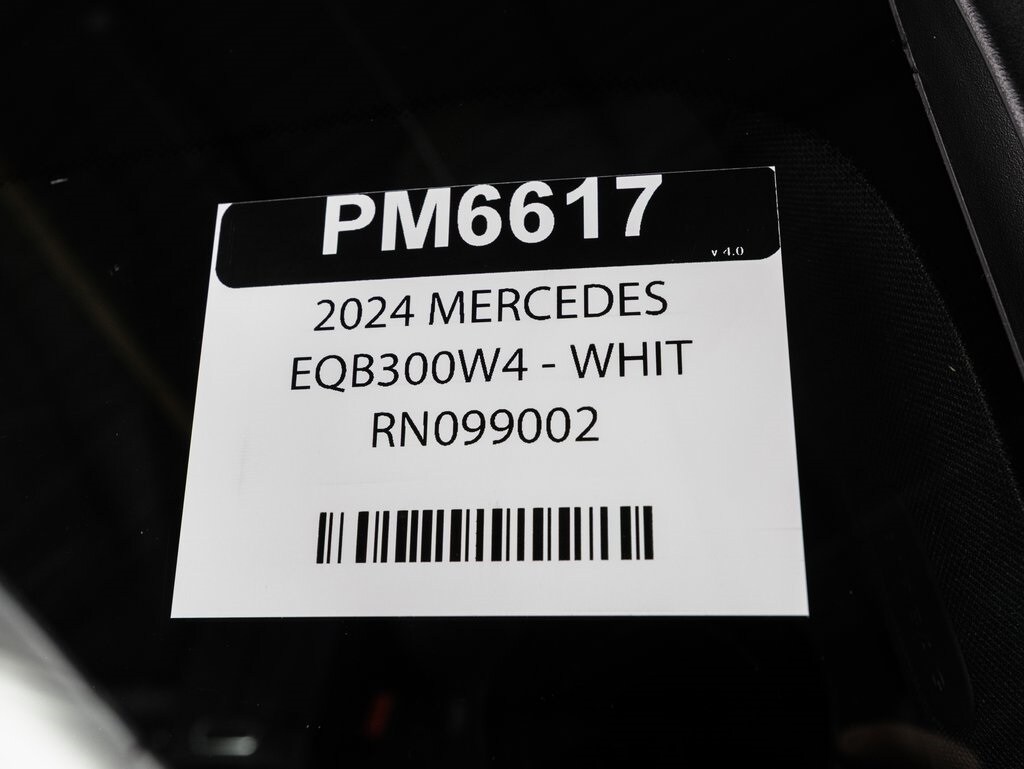 PM6617
v 4.0
2024 MERCEDES
EQB300W4 - WHIT
RN099002